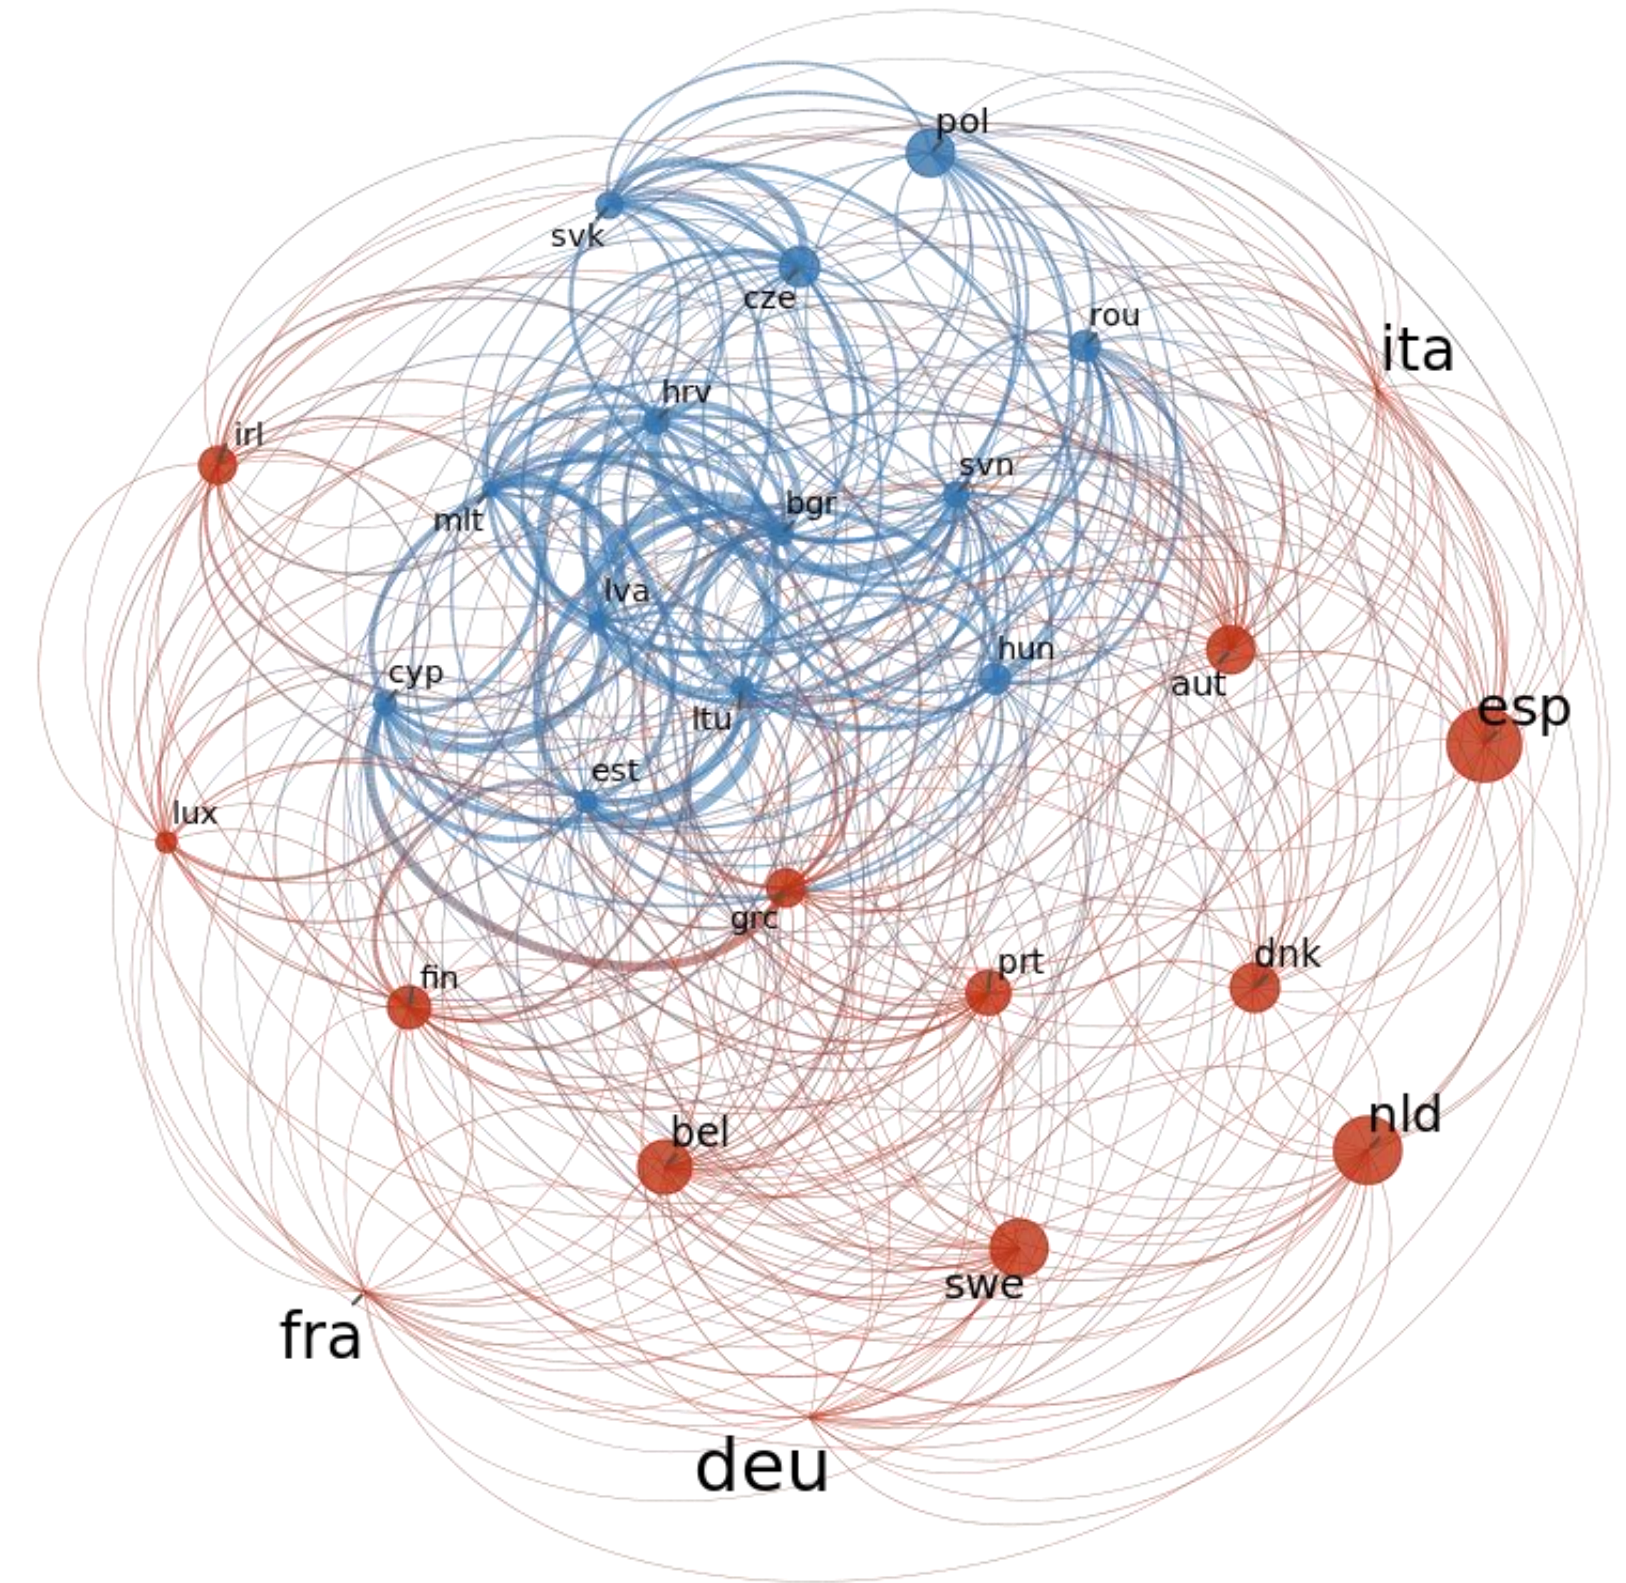 pol
svk
cze
rou
ita
hrv
irl
svn
bgr
mlt
lva
hun
cyp
aut
esp
ltu
est
lux
grc
dnk
prt
fin
nld
bel
swe
fra
deu